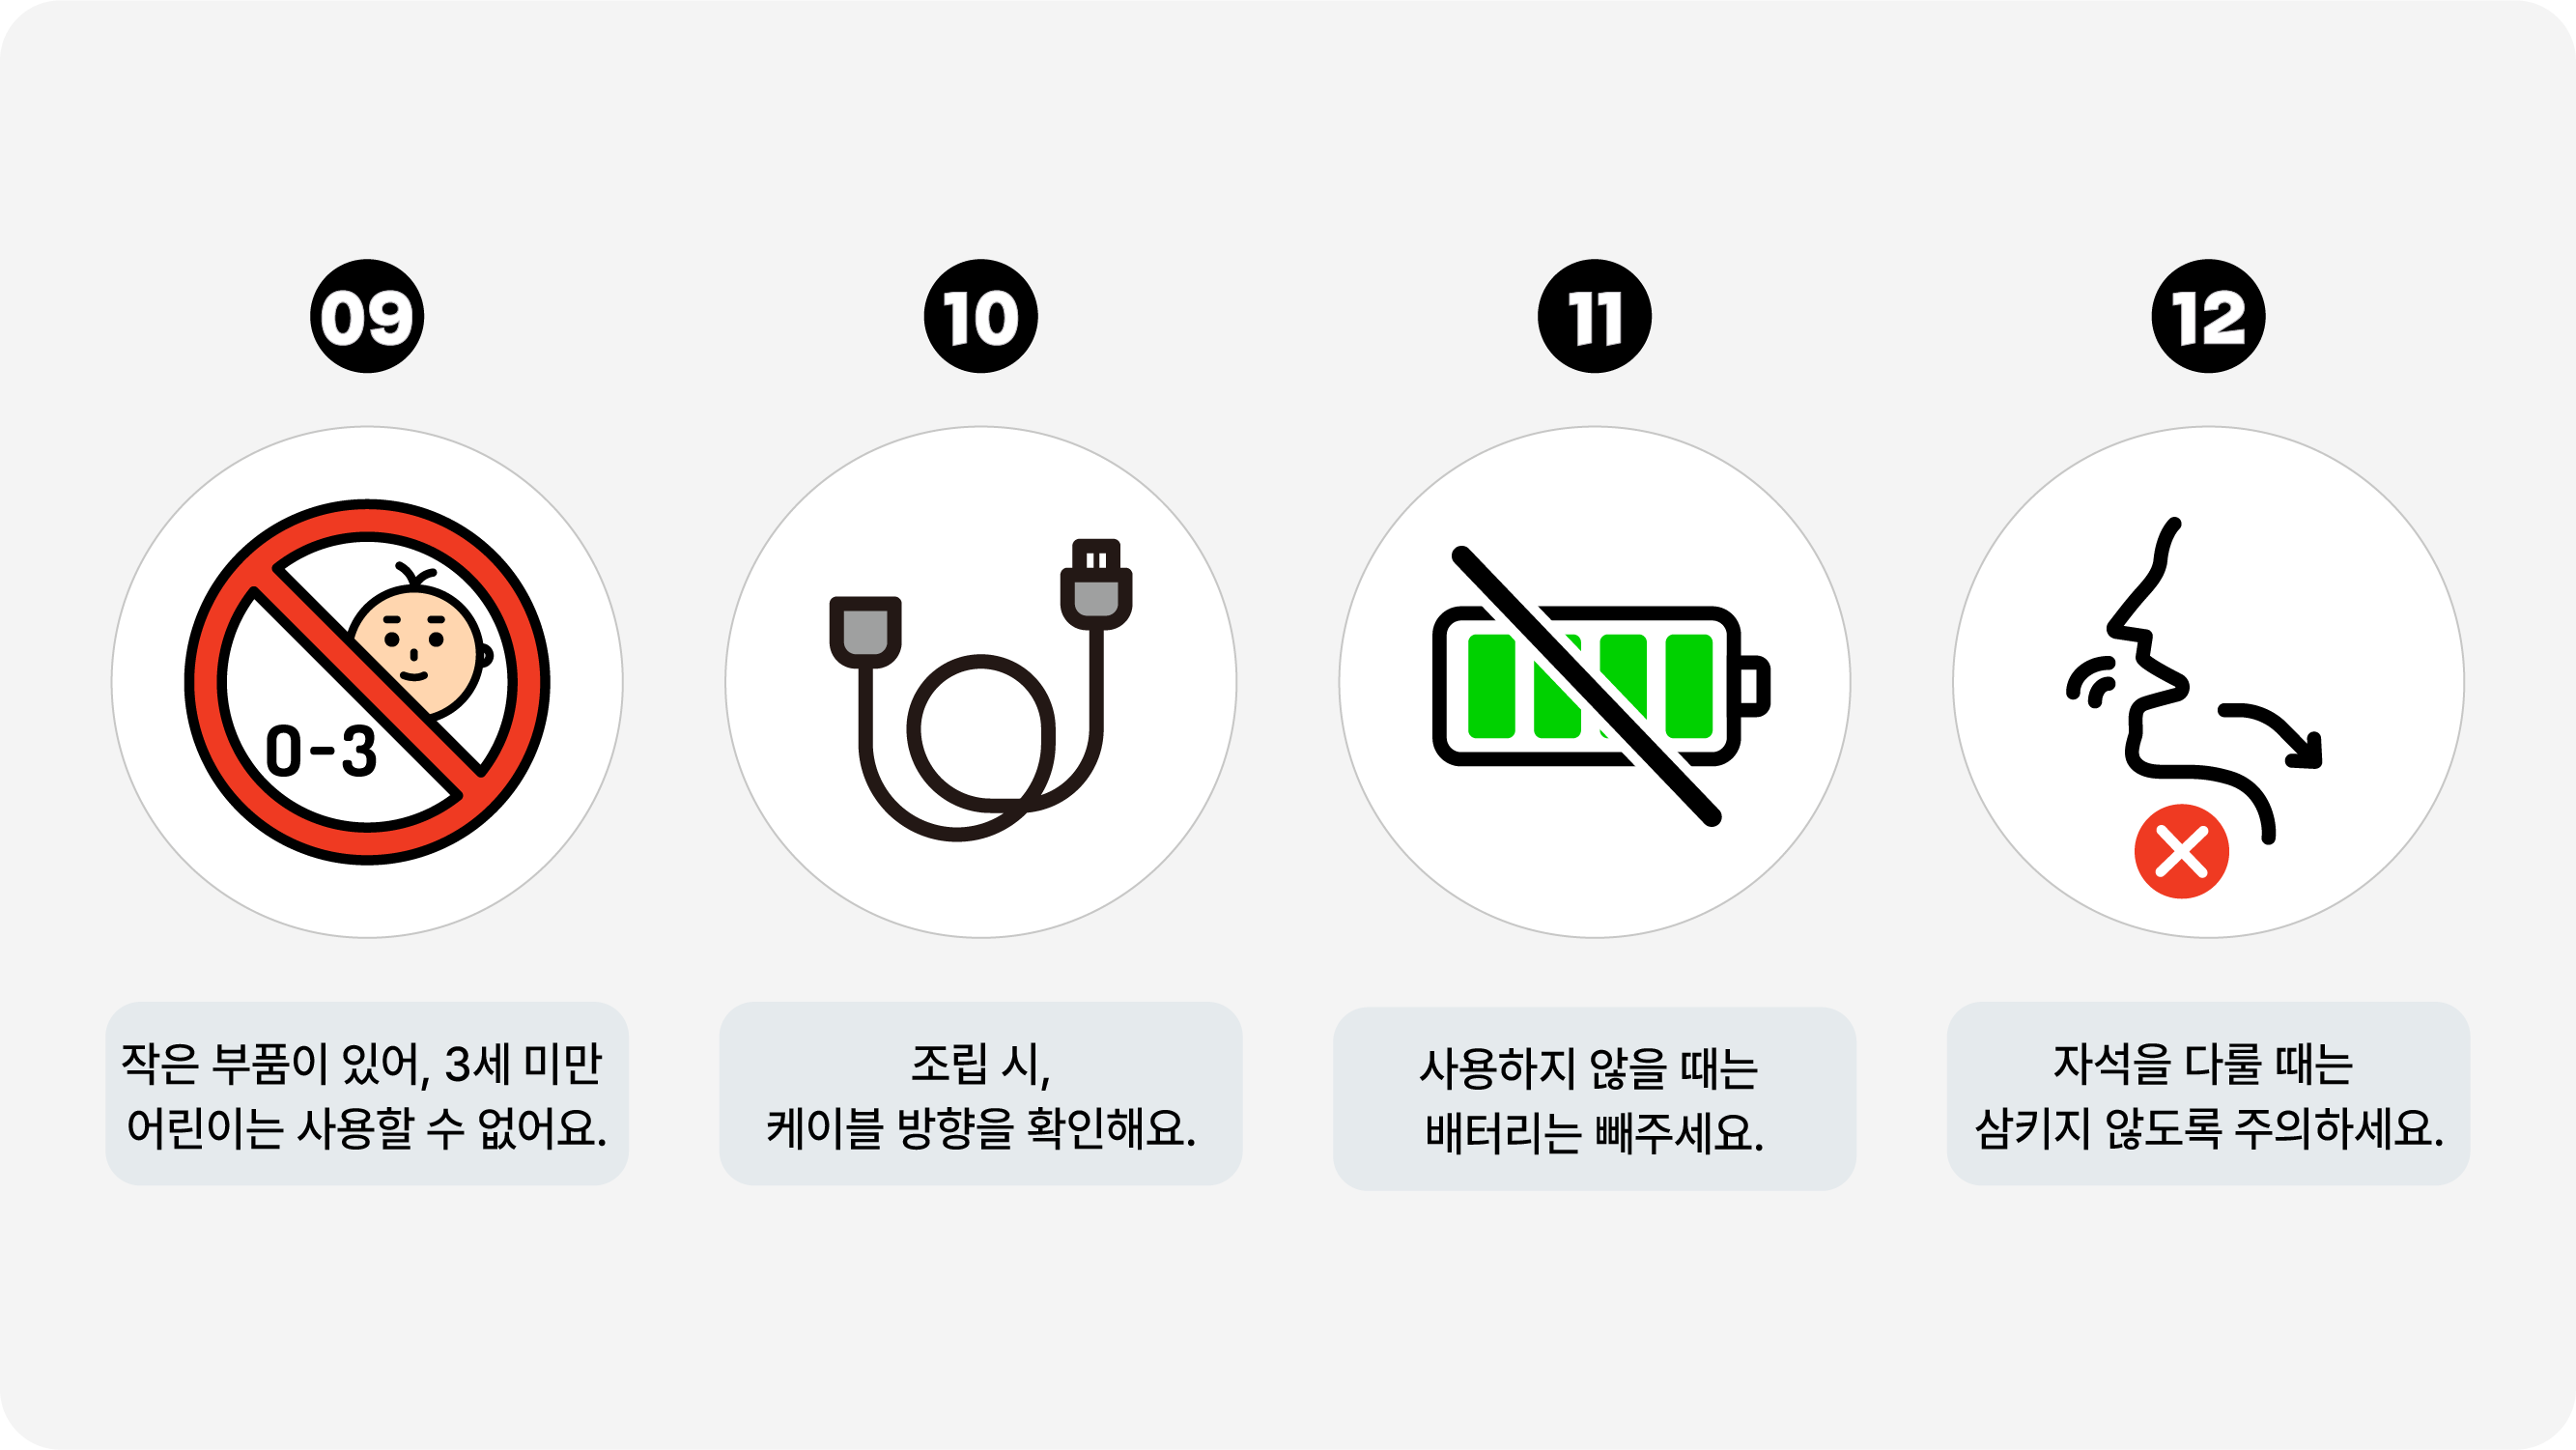 09
10
11
12
0-3
작은 부품이 있어, 3세 미만
어린이는 사용할 수 없어요.
조립 시,
케이블 방향을 확인해요.
사용하지 않을 때는
배터리는 빼주세요.
자석을 다룰 때는
삼키지 않도록 주의하세요.